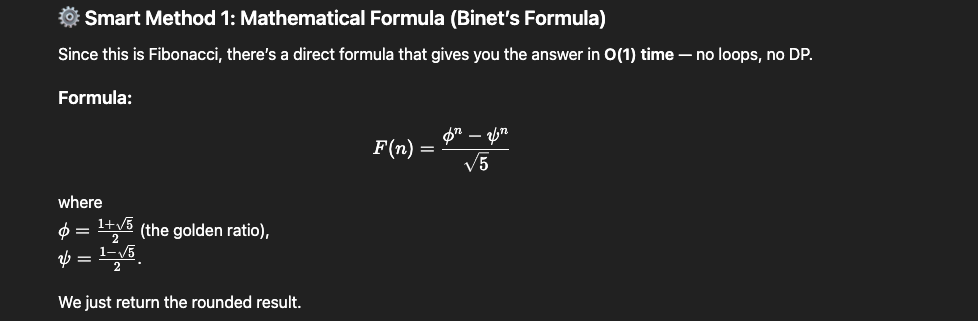 ⚙️ Smart Method 1: Mathematical Formula (Binet's Formula)
Since this is Fibonacci, there's a direct formula that gives you the answer in O(1) time — no loops, no DP.
Formula:
F(n) = \frac{\phi^n - \psi^n}{\sqrt{5}}
where
\phi = \frac{1+\sqrt{5}}{2} (the golden ratio),
\psi = \frac{1-\sqrt{5}}{2}.
We just return the rounded result.